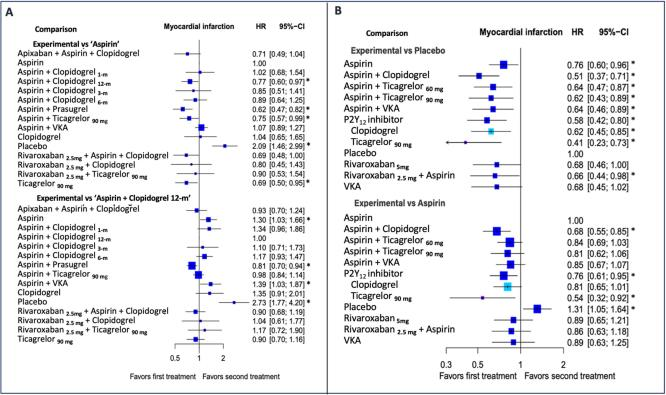 A
Comparison Myocardial infarction HR 95%-CI
Experimental vs 'Aspirin'
Apixaban + Aspirin + Clopidogrel 0.71 [0.49; 1.04]
Aspirin 1.00
Aspirin + Clopidogrel 1-m 1.02 [0.68; 1.54]
Aspirin + Clopidogrel 12-m 0.77 [0.60; 0.97] *
Aspirin + Clopidogrel 3-m 0.85 [0.51; 1.41]
Aspirin + Clopidogrel 6-m 0.89 [0.64; 1.25]
Aspirin + Prasugrel 0.62 [0.47; 0.82] *
Aspirin + Ticagrelor 90 mg 0.75 [0.57; 0.99] *
Aspirin + VKA 1.07 [0.89; 1.27]
Clopidogrel 1.04 [0.65; 1.65]
Placebo 2.09 [1.46; 2.99] *
Rivaroxaban 2.5 mg + Aspirin + Clopidogrel 0.69 [0.48; 1.00]
Rivaroxaban 2.5 mg + Clopidogrel 0.80 [0.45; 1.43]
Rivaroxaban 2.5 mg + Ticagrelor 90 mg 0.90 [0.53; 1.54]
Ticagrelor 90 mg 0.69 [0.50; 0.95] *
Experimental vs 'Aspirin + Clopidogrel 12-m'
Apixaban + Aspirin + Clopidogrel 0.93 [0.70; 1.24]
Aspirin 1.30 [1.03; 1.66] *
Aspirin + Clopidogrel 1-m 1.34 [0.96; 1.86]
Aspirin + Clopidogrel 12-m 1.00
Aspirin + Clopidogrel 3-m 1.10 [0.71; 1.73]
Aspirin + Clopidogrel 6-m 1.17 [0.93; 1.47]
Aspirin + Prasugrel 0.81 [0.70; 0.94] *
Aspirin + Ticagrelor 90 mg 0.98 [0.84; 1.14]
Aspirin + VKA 1.39 [1.03; 1.87] *
Clopidogrel 1.35 [0.91; 2.01]
Placebo 2.73 [1.77; 4.20] *
Rivaroxaban 2.5mg + Aspirin + Clopidogrel 0.90 [0.68; 1.19]
Rivaroxaban 2.5 mg + Clopidogrel 1.04 [0.61; 1.77]
Rivaroxaban 2.5 mg + Ticagrelor 90 mg 1.17 [0.72; 1.90]
Ticagrelor 90 mg 0.90 [0.70; 1.16]
0.5 1 2
Favors first treatment Favors second treatment
B
Comparison Myocardial infarction HR 95%-CI
Experimental vs Placebo
Aspirin 0.76 [0.60; 0.96] *
Aspirin + Clopidogrel 0.51 [0.37; 0.71] *
Aspirin + Ticagrelor 60 mg 0.64 [0.47; 0.87] *
Aspirin + Ticagrelor 90 mg 0.62 [0.43; 0.89] *
Aspirin + VKA 0.64 [0.46; 0.89] *
P2Y12 inhibitor 0.58 [0.42; 0.80] *
Clopidogrel 0.62 [0.45; 0.85] *
Ticagrelor 90 mg 0.41 [0.23; 0.73] *
Placebo 1.00
Rivaroxaban 5mg 0.68 [0.46; 1.00]
Rivaroxaban 2.5 mg + Aspirin 0.66 [0.44; 0.98] *
VKA 0.68 [0.45; 1.02]
Experimental vs Aspirin
Aspirin 1.00
Aspirin + Clopidogrel 0.68 [0.55; 0.85] *
Aspirin + Ticagrelor 60 mg 0.84 [0.69; 1.03]
Aspirin + Ticagrelor 90 mg 0.81 [0.62; 1.06]
Aspirin + VKA 0.85 [0.67; 1.07]
P2Y12 inhibitor 0.76 [0.61; 0.95] *
Clopidogrel 0.81 [0.65; 1.01]
Ticagrelor 90 mg 0.54 [0.32; 0.92] *
Placebo 1.31 [1.05; 1.64] *
Rivaroxaban 5mg 0.89 [0.65; 1.21]
Rivaroxaban 2.5 mg + Aspirin 0.86 [0.63; 1.18]
VKA 0.89 [0.63; 1.25]
0.3 0.5 1 2
Favors first treatment Favors second treatment